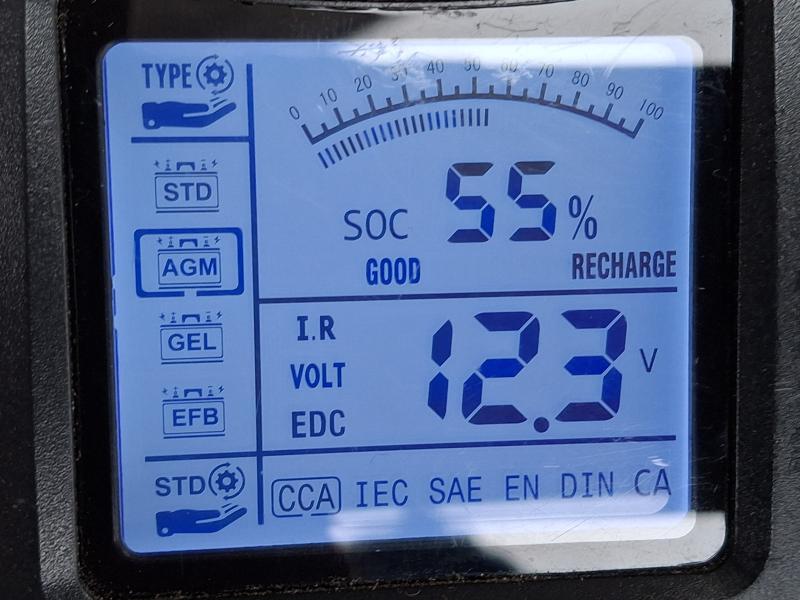 TYPE
STD
AGM
GEL
EFB
STD
0 10 20 30 40 50 60 70 80 90 100
SOC 55%
GOOD RECHARGE
I.R
VOLT
EDC
12.3 V
CCA IEC SAE EN DIN CA